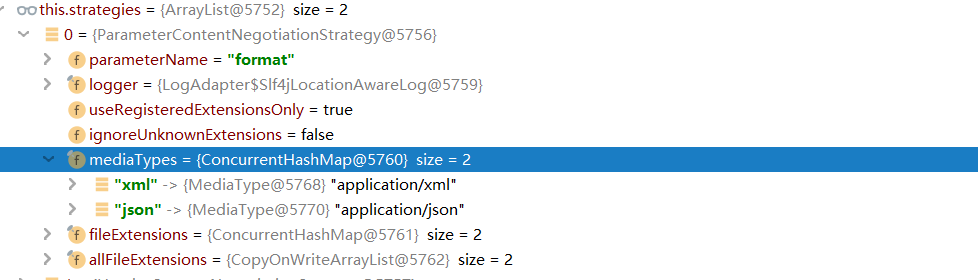 this.strategies = {ArrayList@5752} size = 2
0 = {ParameterContentNegotiationStrategy@5756}
parameterName = "format"
logger = {LogAdapter$Slf4jLocationAwareLog@5759}
useRegisteredExtensionsOnly = true
ignoreUnknownExtensions = false
mediaTypes = {ConcurrentHashMap@5760} size = 2
"xml" -> {MediaType@5768} "application/xml"
"json" -> {MediaType@5770} "application/json"
fileExtensions = {ConcurrentHashMap@5761} size = 2
allFileExtensions = {CopyOnWriteArrayList@5762} size = 2